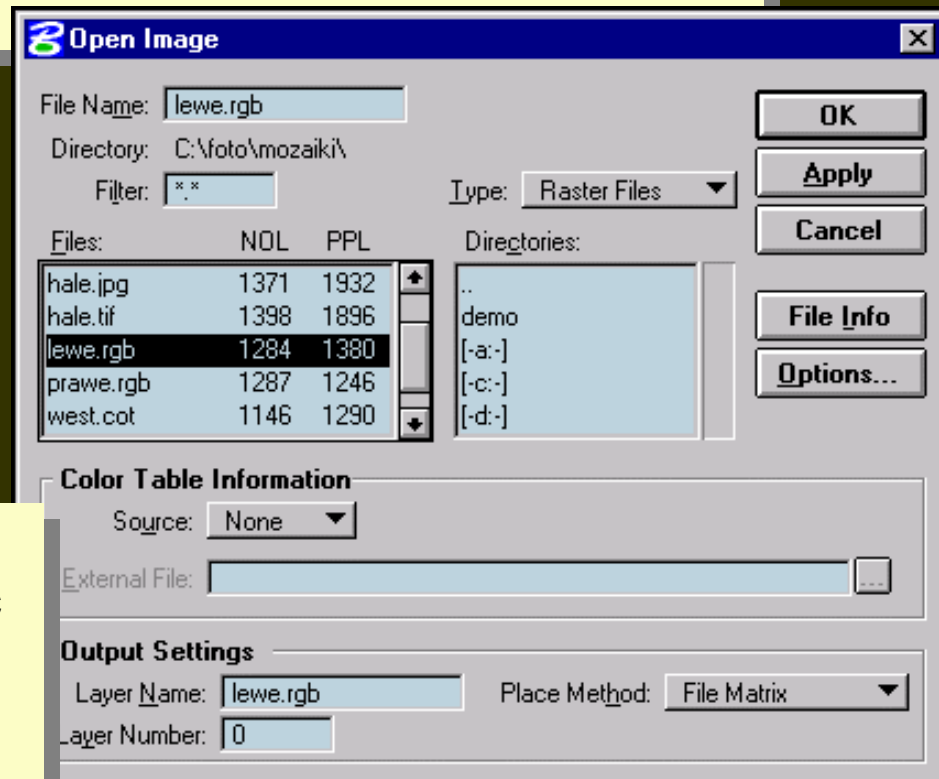 Open Image
File Name: lewe.rgb
OK
Directory: C:\foto\mozaiki\
Apply
Filter: *.*
Type: Raster Files
Cancel
Files: NOL PPL
Directories:
hale.jpg 1371 1932
hale.tif 1398 1896
lewe.rgb 1284 1380
prawe.rgb 1287 1246
west.cot 1146 1290
..
demo
[-a:-]
[-c:-]
[-d:-]
File Info
Options...
Color Table Information
Source: None
External File: ...
Output Settings
Layer Name: lewe.rgb
Place Method: File Matrix
Layer Number: 0